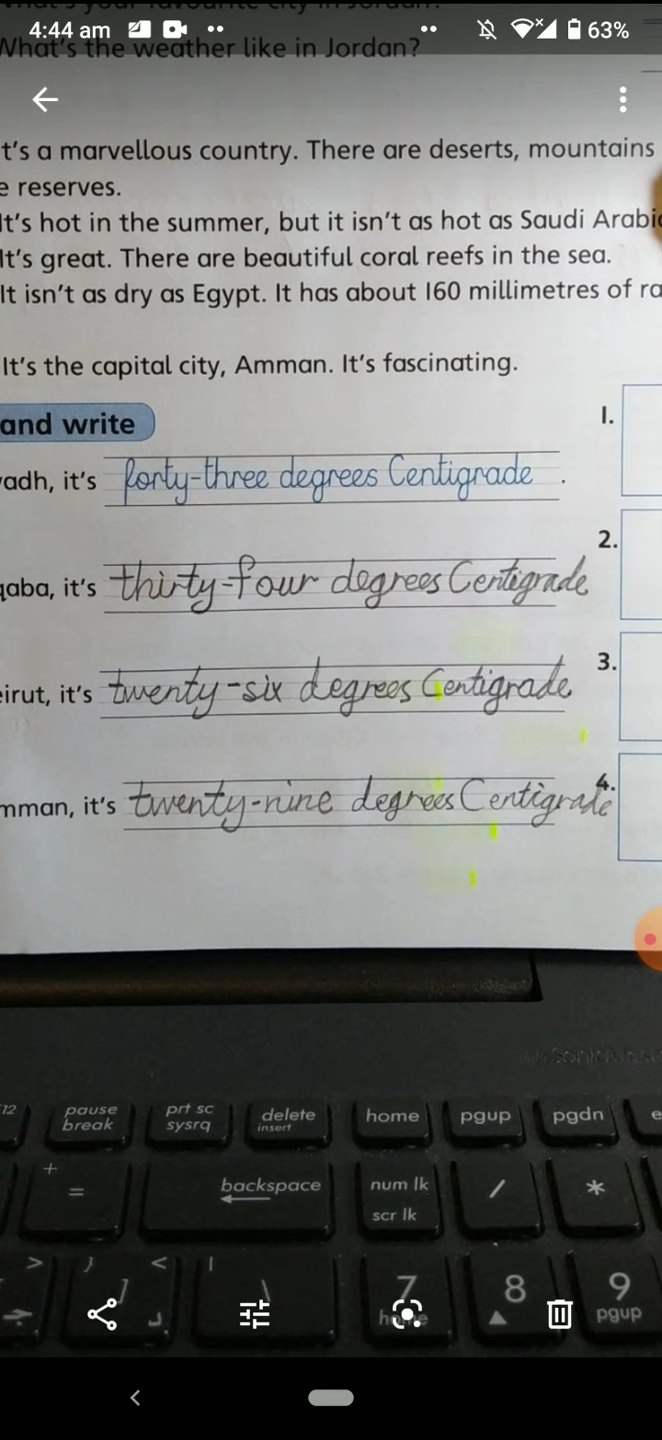 4:44 am 63%
What's the weather like in Jordan?
t's a marvellous country. There are deserts, mountains
e reserves.
It's hot in the summer, but it isn't as hot as Saudi Arabi
It's great. There are beautiful coral reefs in the sea.
It isn't as dry as Egypt. It has about 160 millimetres of ra
It's the capital city, Amman. It's fascinating.
and write
1.
adh, it's forty-three degrees Centigrade .
2.
qaba, it's thirty-four degrees Centigrade
3.
eirut, it's twenty-six degrees Centigrade
4.
mman, it's twenty-nine degrees Centigrade
12 pause break prt sc sysrq delete insert home pgup pgdn e
+ = backspace num lk scr lk / *
> } ] < | \ 7 home 8 9 pgup